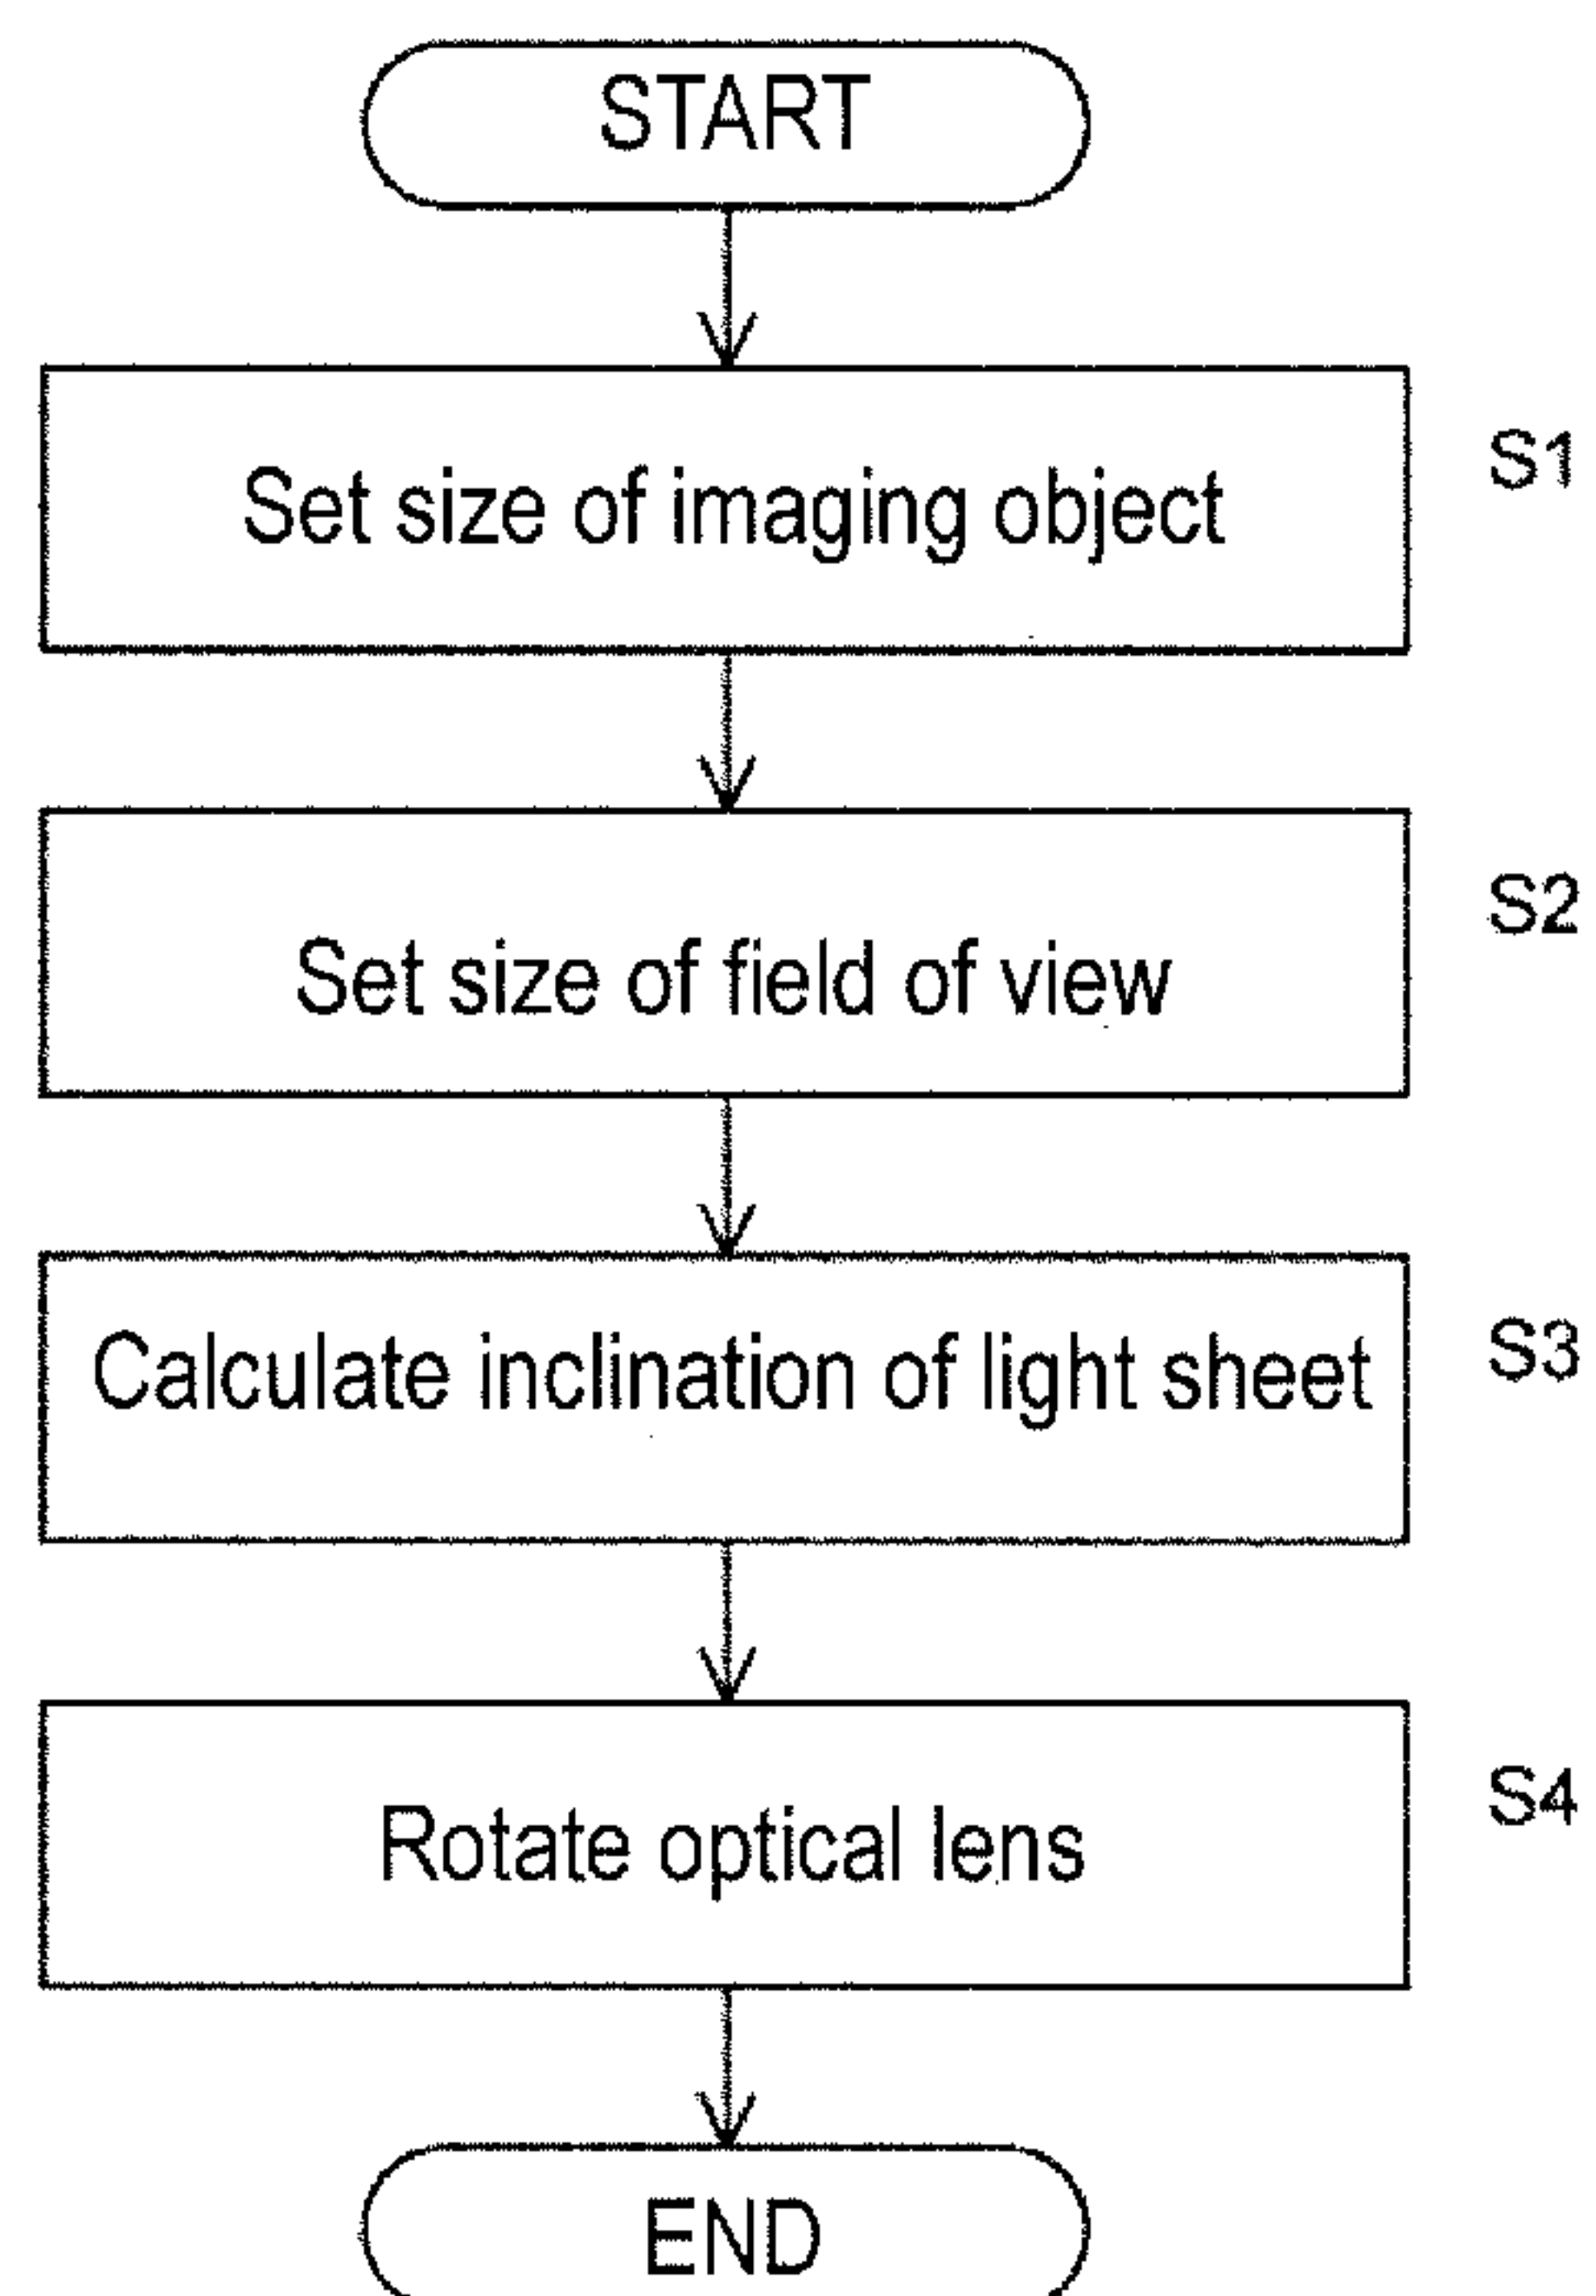 START
Set size of imaging object
S1
Set size of field of view
S2
Calculate inclination of light sheet
S3
Rotate optical lens
S4
END